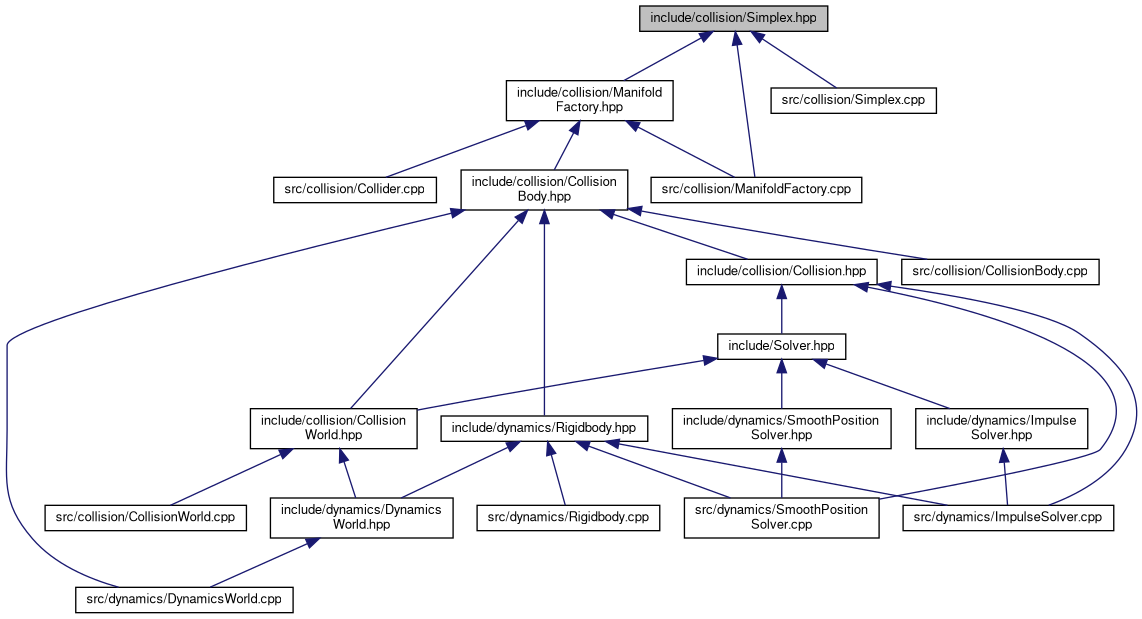 include/collision/Simplex.hpp
include/collision/Manifold
Factory.hpp
src/collision/Simplex.cpp
src/collision/Collider.cpp
include/collision/Collision
Body.hpp
src/collision/ManifoldFactory.cpp
include/collision/Collision.hpp
src/collision/CollisionBody.cpp
include/Solver.hpp
include/collision/Collision
World.hpp
include/dynamics/Rigidbody.hpp
include/dynamics/SmoothPosition
Solver.hpp
include/dynamics/Impulse
Solver.hpp
src/collision/CollisionWorld.cpp
include/dynamics/Dynamics
World.hpp
src/dynamics/Rigidbody.cpp
src/dynamics/SmoothPosition
Solver.cpp
src/dynamics/ImpulseSolver.cpp
src/dynamics/DynamicsWorld.cpp